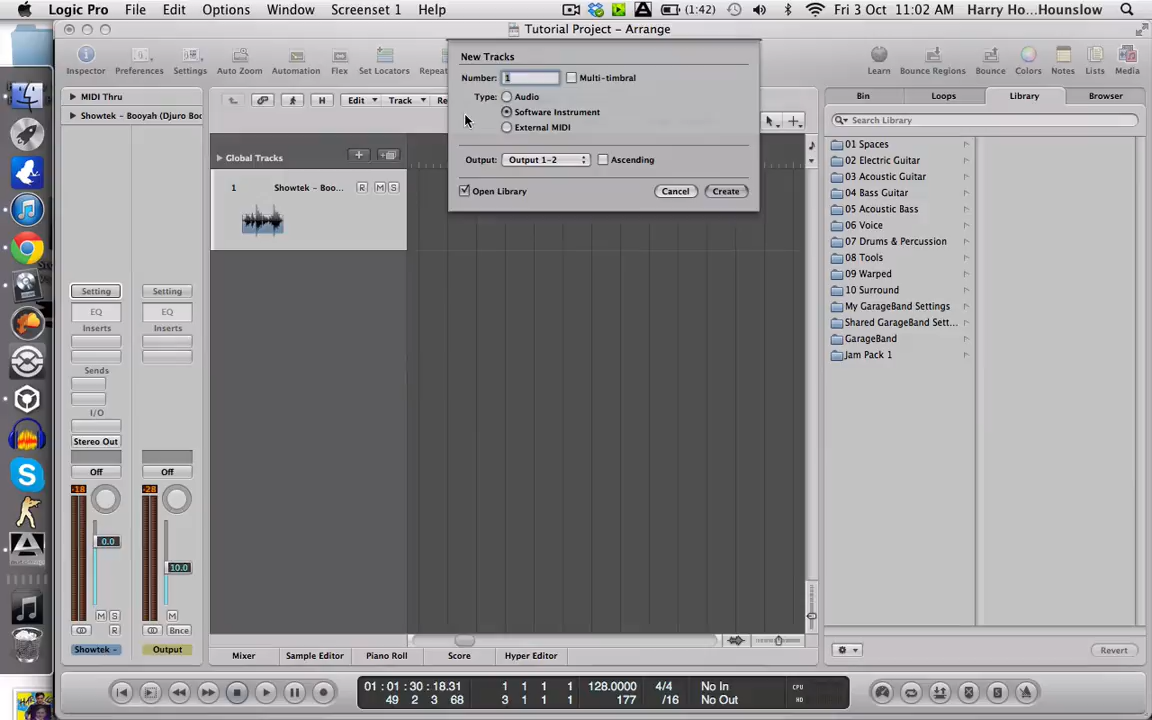 Logic Pro File Edit Options Window Screenset 1 Help (1:42) Fri 3 Oct 11:02 AM Harry Ho...Hounslow
Tutorial Project – Arrange
Inspector Preferences Settings Auto Zoom Automation Flex Set Locators Repeat Learn Bounce Regions Bounce Colors Notes Lists Media
New Tracks
Number: 1 Multi-timbral
Type: Audio
Software Instrument
External MIDI
Output: Output 1–2 Ascending
Open Library Cancel Create
MIDI Thru
Showtek – Booyah (Djuro Boo
H Edit Track Re
Global Tracks
1 Showtek – Boo... R M S
Bin Loops Library Browser
Search Library
01 Spaces
02 Electric Guitar
03 Acoustic Guitar
04 Bass Guitar
05 Acoustic Bass
06 Voice
07 Drums & Percussion
08 Tools
09 Warped
10 Surround
My GarageBand Settings
Shared GarageBand Sett...
GarageBand
Jam Pack 1
Setting Setting
EQ EQ
Inserts Inserts
Sends
I/O
Stereo Out
Off Off
-18 -28
0.0 10.0
M S M
R Bnce
Showtek – Output
Mixer Sample Editor Piano Roll Score Hyper Editor
Revert
01:01:30:18.31 1 1 1 1 128.0000 4/4 No In CPU
49 2 3 68 3 1 1 1 177 /16 No Out HD